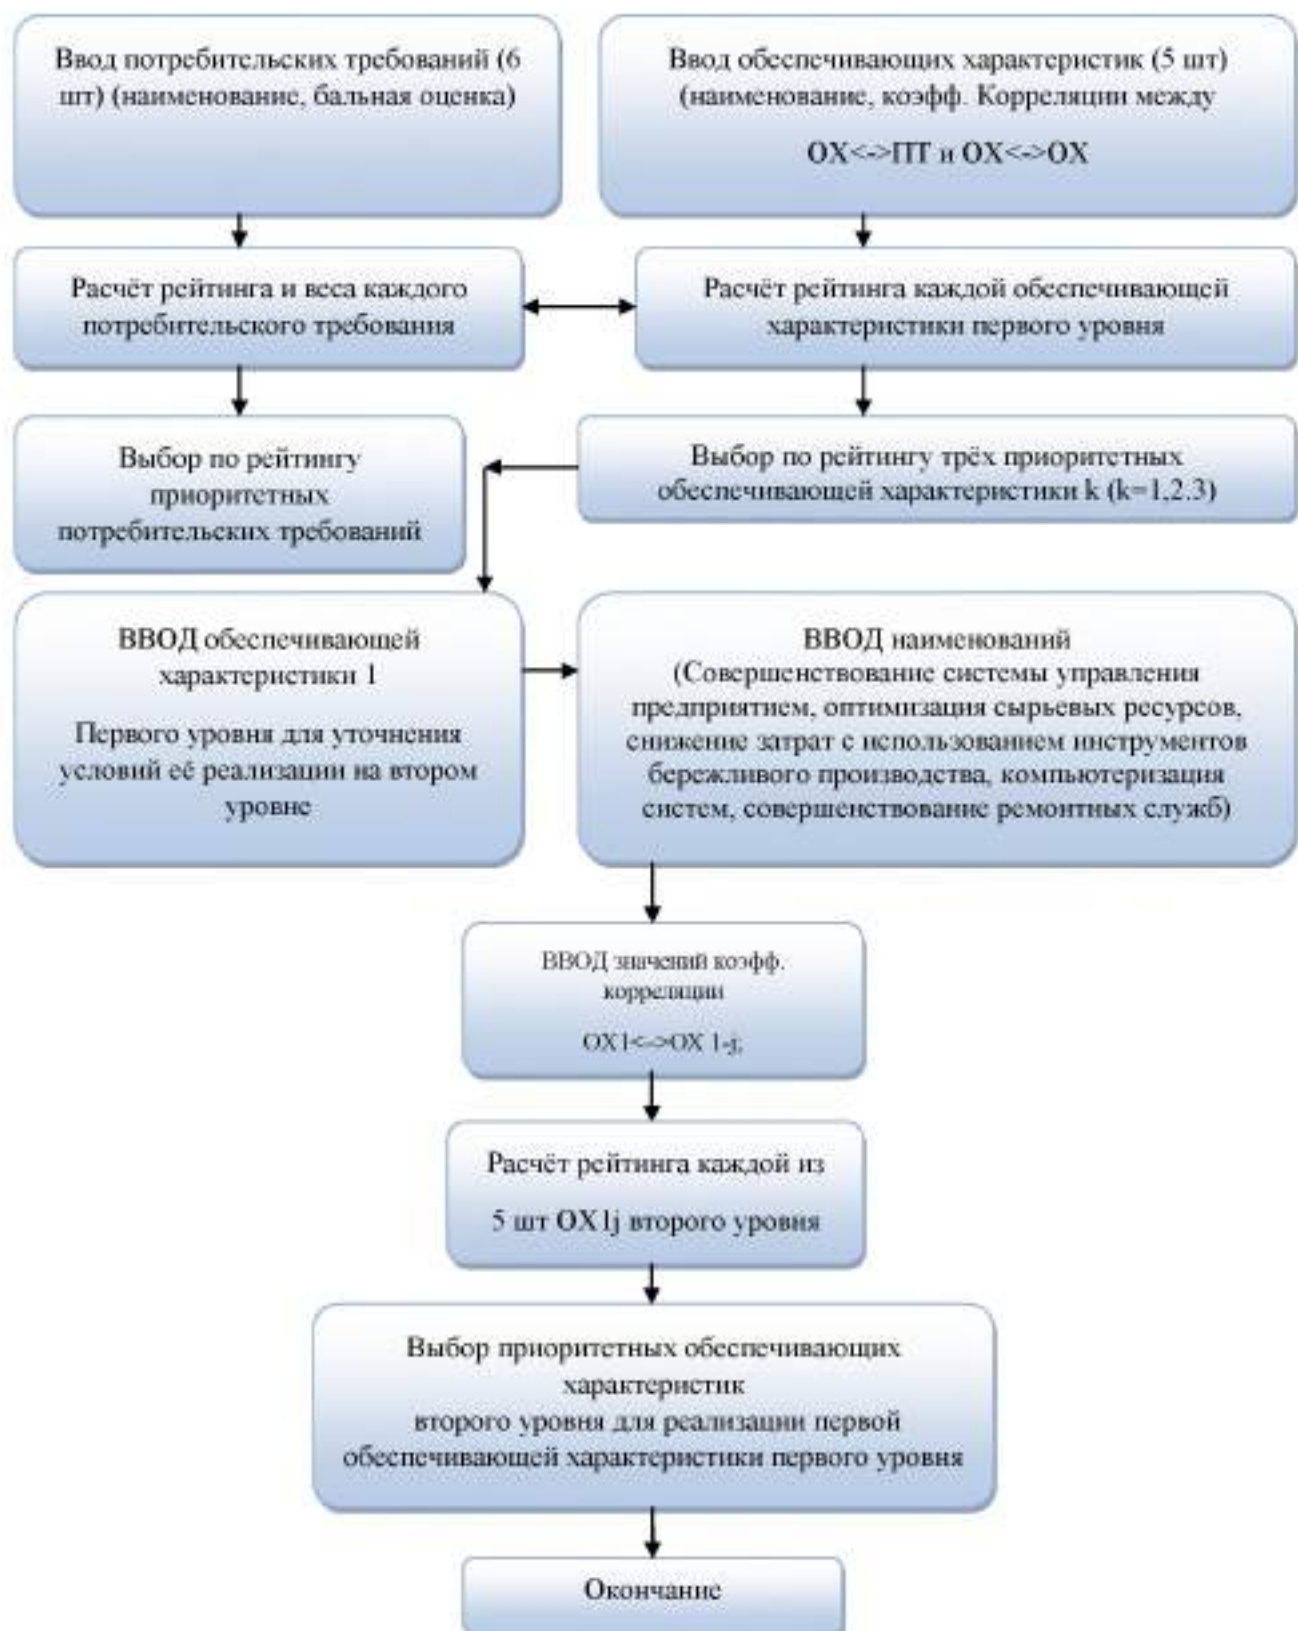 Ввод потребительских требований (6
шт) (наименование, бальная оценка)
Ввод обеспечивающих характеристик (5 шт)
(наименование, коэфф. Корреляции между
ОХ<->ПТ и ОХ<->ОХ
Расчёт рейтинга и веса каждого
потребительского требования
Расчёт рейтинга каждой обеспечивающей
характеристики первого уровня
Выбор по рейтингу
приоритетных
потребительских требований
Выбор по рейтингу трёх приоритетных
обеспечивающей характеристики k (k=1,2.3)
ВВОД обеспечивающей
характеристики 1
Первого уровня для уточнения
условий её реализации на втором
уровне
ВВОД наименований
(Совершенствование системы управления
предприятием, оптимизация сырьевых ресурсов,
снижение затрат с использованием инструментов
бережливого производства, компьютеризация
систем, совершенствование ремонтных служб)
ВВОД значений коэфф.
корреляции
ОХ1<->ОХ 1-j,
Расчёт рейтинга каждой из
5 шт ОХ1j второго уровня
Выбор приоритетных обеспечивающих
характеристик
второго уровня для реализации первой
обеспечивающей характеристики первого уровня
Окончание